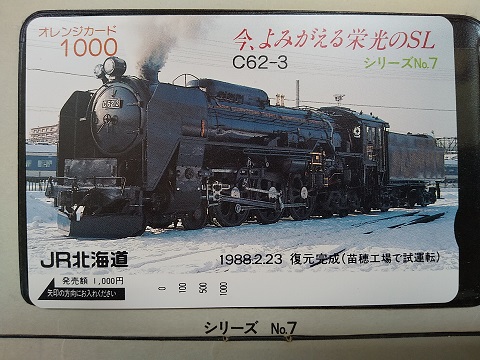 オレンジカード
1000
今、よみがえる栄光のSL
C62-3
シリーズNo.7
C62 3
JR北海道
1988.2.23 復元完成(苗穂工場で試運転)
発売額 1,000円
矢印の方向にお入れください
0 100 500 1000
シリーズ No.7